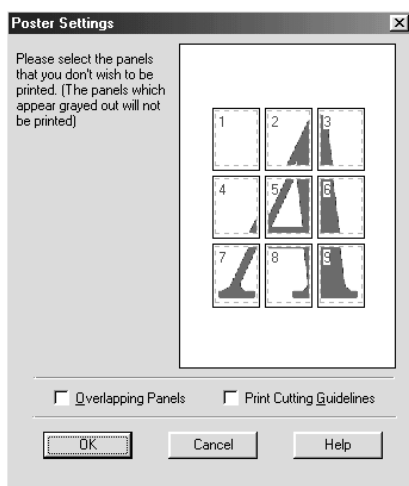 Poster Settings
Please select the panels
that you don't wish to be
printed. (The panels which
appear grayed out will not
be printed)
1 2 3
4 5 6
7 8 9
Overlapping Panels Print Cutting Guidelines
OK Cancel Help